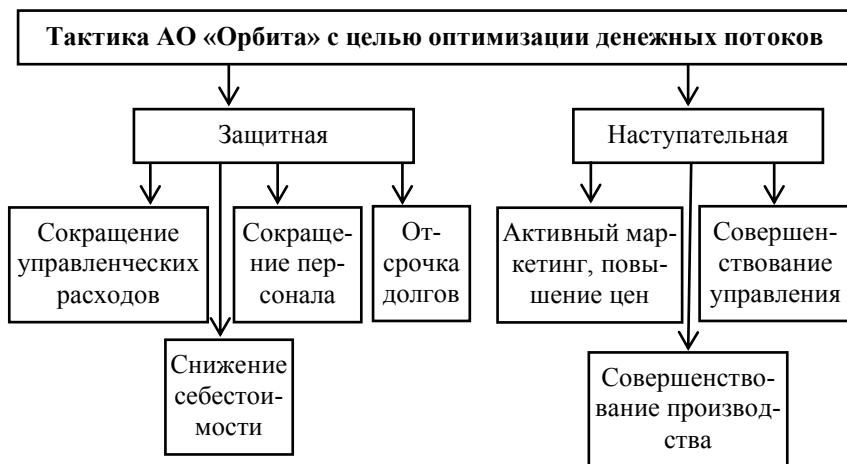 Тактика АО «Орбита» с целью оптимизации денежных потоков
Защитная
Наступательная
Сокращение
управленческих
расходов
Сокраще-
ние пер-
сонала
От-
срочка
долгов
Активный мар-
кетинг, повы-
шение цен
Совершен-
ствование
управления
Снижение
себестои-
мости
Совершенство-
вание производ-
ства